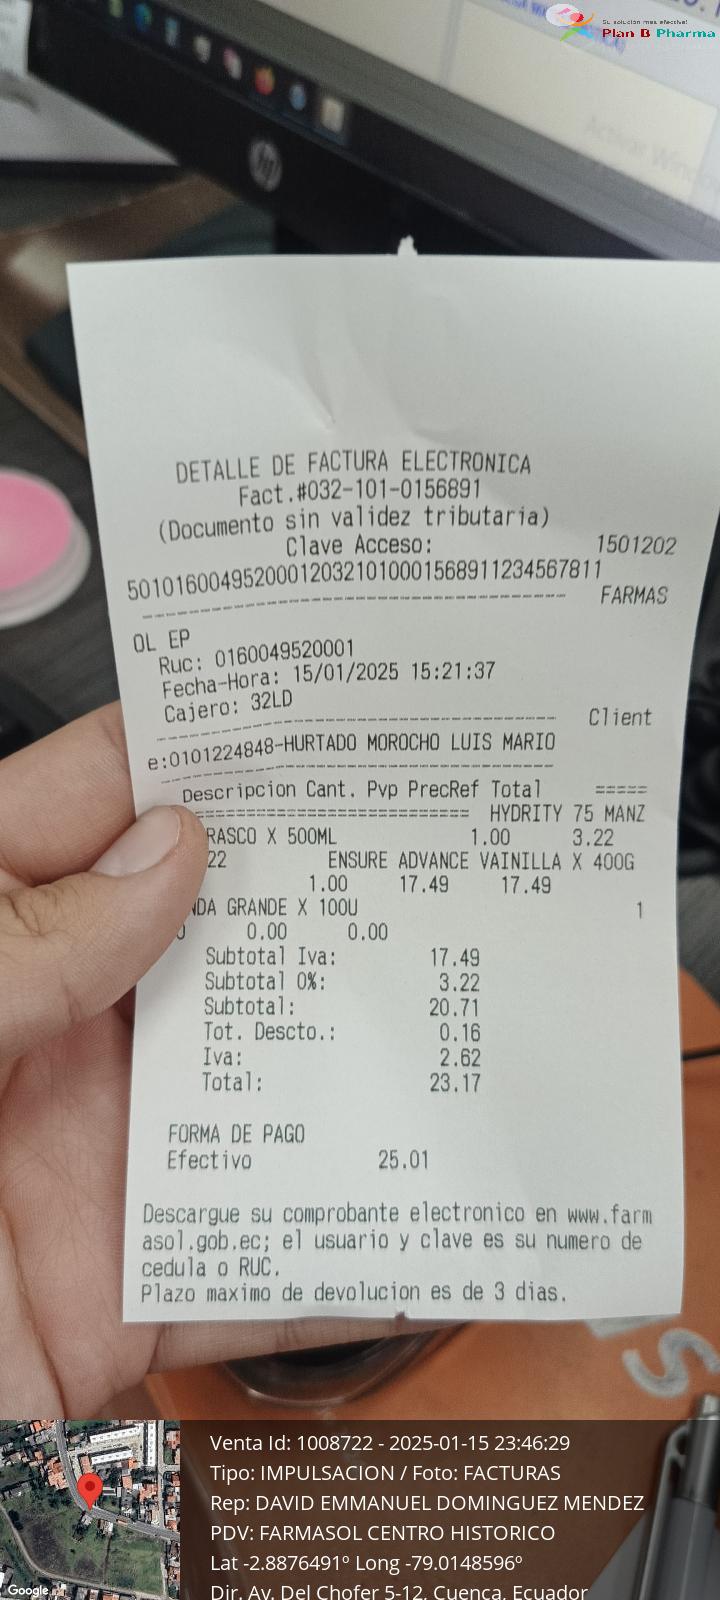 Su solución mas efectiva!
Plan B Pharma
hp
DETALLE DE FACTURA ELECTRONICA
Fact.#032-101-0156891
(Documento sin validez tributaria)
Clave Acceso: 1501202
501016004952000120321010001568911234567811
FARMAS
OL EP
Ruc: 0160049520001
Fecha-Hora: 15/01/2025 15:21:37
Cajero: 32LD
Client
e:0101224848-HURTADO MOROCHO LUIS MARIO
Descripcion Cant. Pvp PrecRef Total =====
HYDRITY 75 MANZ
RASCO X 500ML 1.00 3.22
22 ENSURE ADVANCE VAINILLA X 400G
1.00 17.49 17.49
NDA GRANDE X 100U 1
0.00 0.00
Subtotal Iva: 17.49
Subtotal 0%: 3.22
Subtotal: 20.71
Tot. Descto.: 0.16
Iva: 2.62
Total: 23.17
FORMA DE PAGO
Efectivo 25.01
Descargue su comprobante electronico en www.farm
asol.gob.ec; el usuario y clave es su numero de
cedula o RUC.
Plazo maximo de devolucion es de 3 dias.
Venta Id: 1008722 - 2025-01-15 23:46:29
Tipo: IMPULSACION / Foto: FACTURAS
Rep: DAVID EMMANUEL DOMINGUEZ MENDEZ
PDV: FARMASOL CENTRO HISTORICO
Lat -2.8876491º Long -79.0148596º
Dir. Av. Del Chofer 5-12, Cuenca, Ecuador
Google